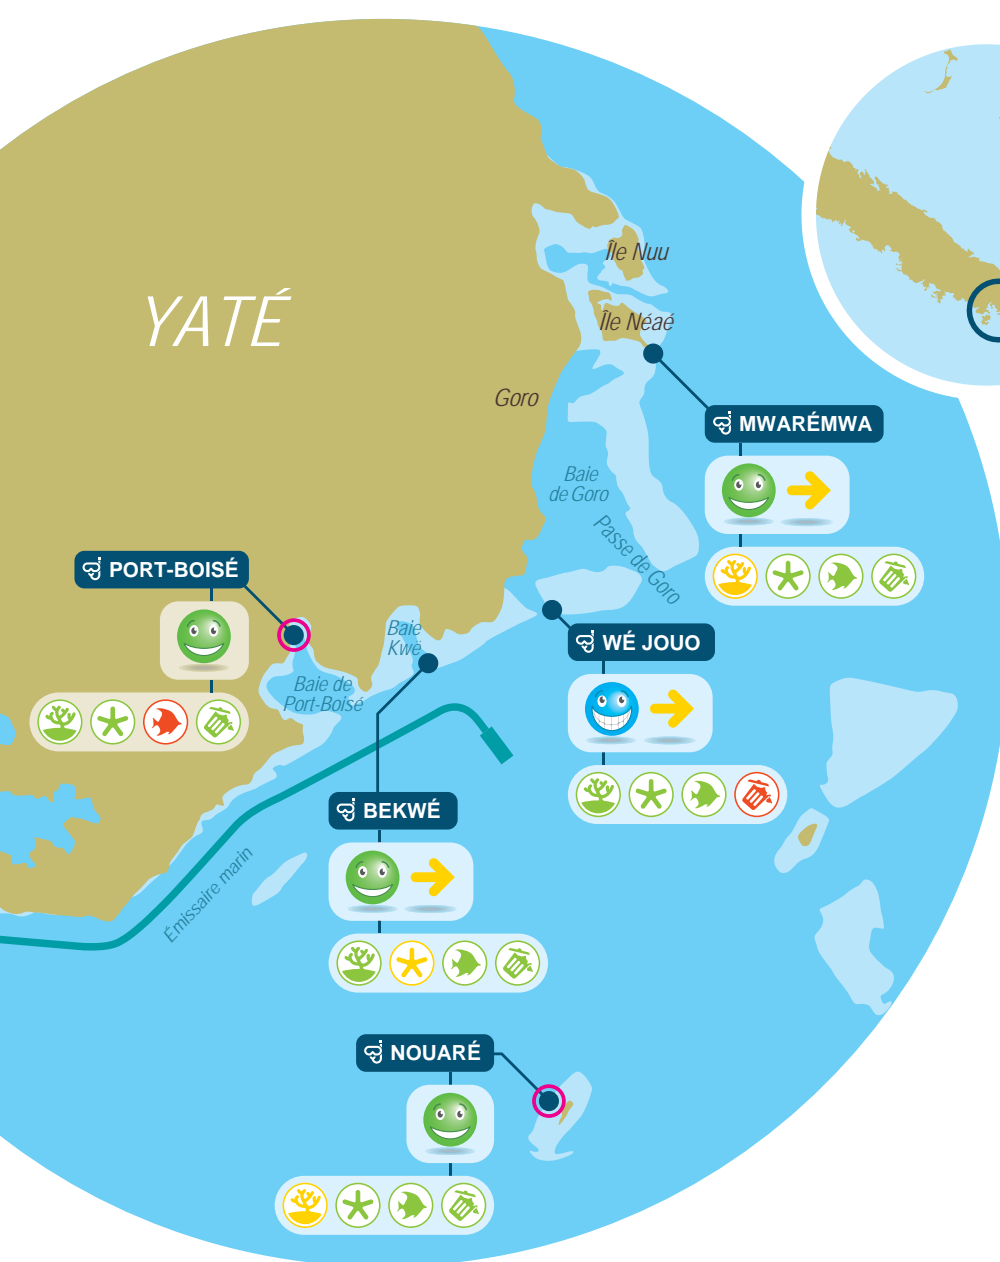 Île Nuu
YATÉ
Île Néaé
Goro
MWARÉMWA
Baie
de Goro
Passe de Goro
PORT-BOISÉ
Baie
Kwë
WÉ JOUO
Baie de
Port-Boisé
BEKWÉ
Émissaire marin
NOUARÉ